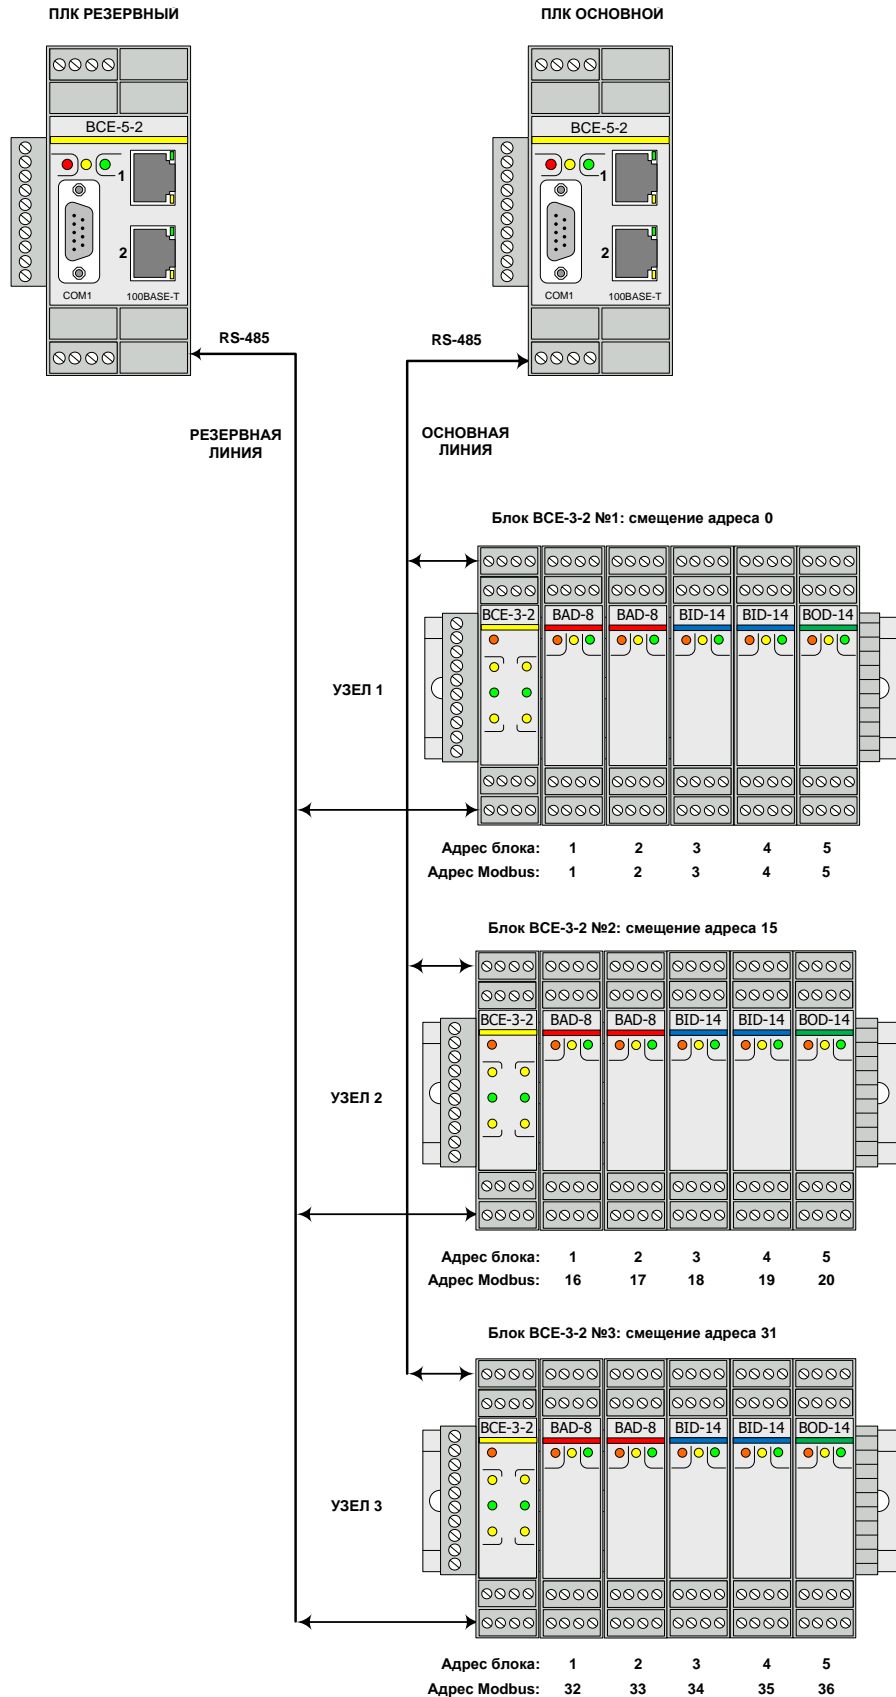 ПЛК РЕЗЕРВНЫЙ
ПЛК ОСНОВНОЙ
BCE-5-2
1
2
COM1
100BASE-T
BCE-5-2
1
2
COM1
100BASE-T
RS-485
RS-485
РЕЗЕРВНАЯ
ЛИНИЯ
ОСНОВНАЯ
ЛИНИЯ
Блок BCE-3-2 №1: смещение адреса 0
BCE-3-2 BAD-8 BAD-8 BID-14 BID-14 BOD-14
УЗЕЛ 1
Адрес блока: 1 2 3 4 5
Адрес Modbus: 1 2 3 4 5
Блок BCE-3-2 №2: смещение адреса 15
BCE-3-2 BAD-8 BAD-8 BID-14 BID-14 BOD-14
УЗЕЛ 2
Адрес блока: 1 2 3 4 5
Адрес Modbus: 16 17 18 19 20
Блок BCE-3-2 №3: смещение адреса 31
BCE-3-2 BAD-8 BAD-8 BID-14 BID-14 BOD-14
УЗЕЛ 3
Адрес блока: 1 2 3 4 5
Адрес Modbus: 32 33 34 35 36